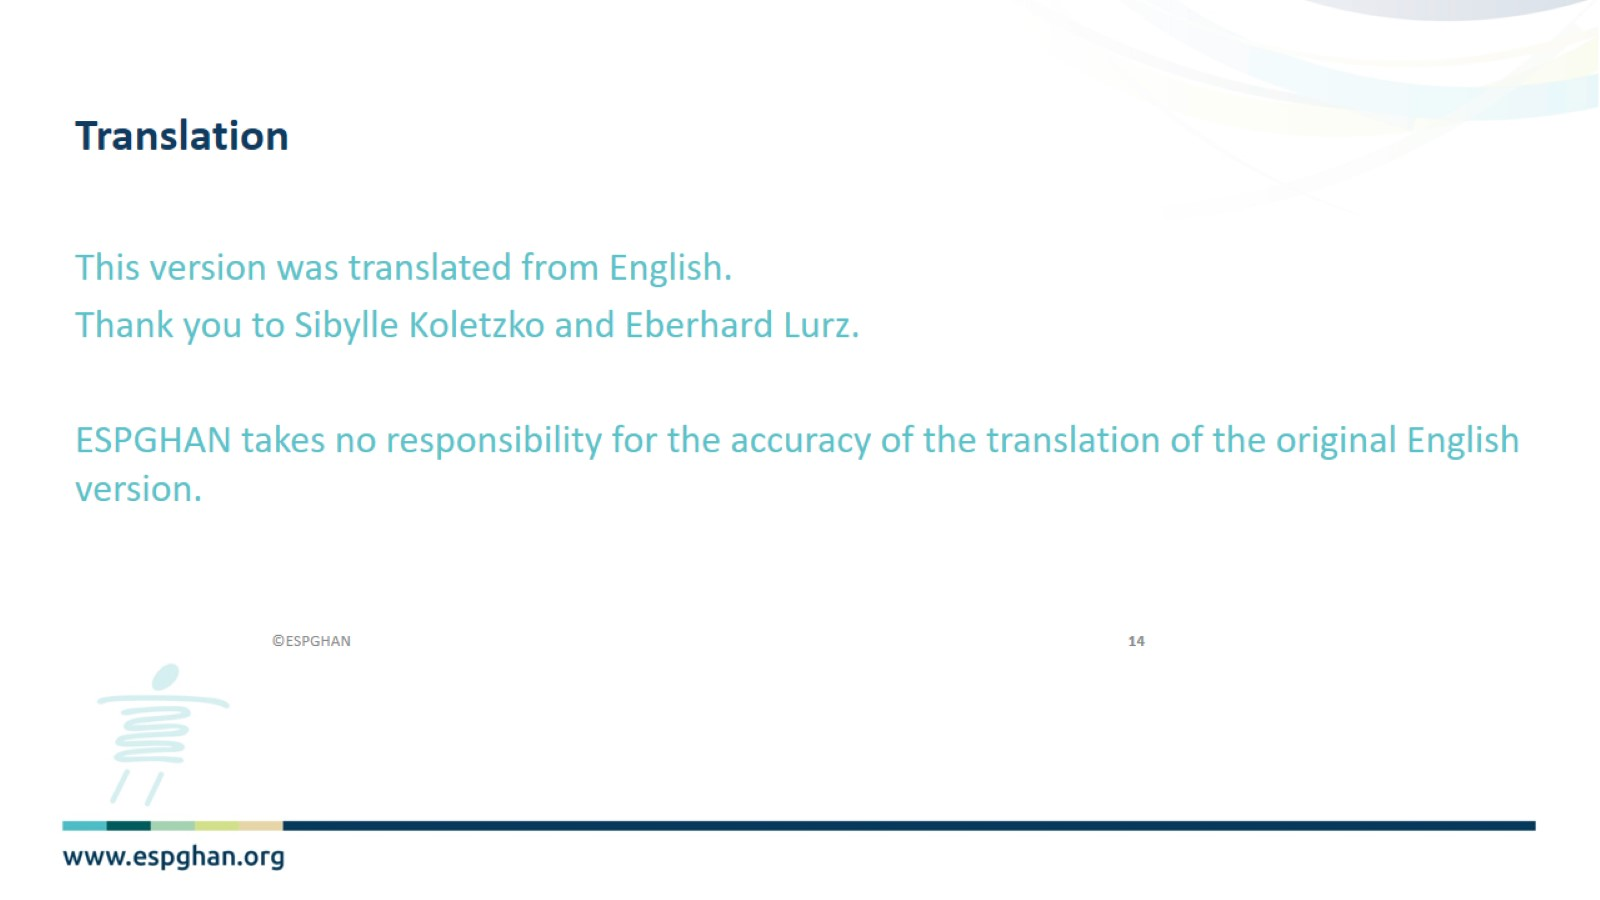 Translation
This version was translated from English.
Thank you to Sibylle Koletzko and Eberhard Lurz.
ESPGHAN takes no responsibility for the accuracy of the translation of the original English
version.
©ESPGHAN
14
www.espghan.org